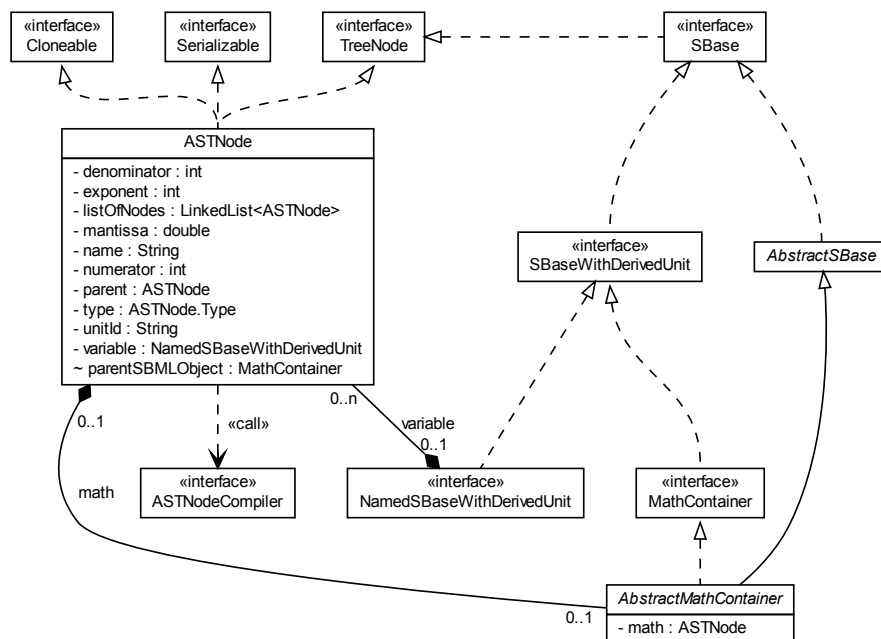 «interface»
Cloneable
«interface»
Serializable
«interface»
TreeNode
«interface»
SBase
ASTNode
- denominator : int
- exponent : int
- listOfNodes : LinkedList<ASTNode>
- mantissa : double
- name : String
- numerator : int
- parent : ASTNode
- type : ASTNode.Type
- unitId : String
- variable : NamedSBaseWithDerivedUnit
~ parentSBMLObject : MathContainer
«interface»
SBaseWithDerivedUnit
AbstractSBase
0..1
«call»
0..n
variable
0..1
math
«interface»
ASTNodeCompiler
«interface»
NamedSBaseWithDerivedUnit
«interface»
MathContainer
0..1
AbstractMathContainer
- math : ASTNode